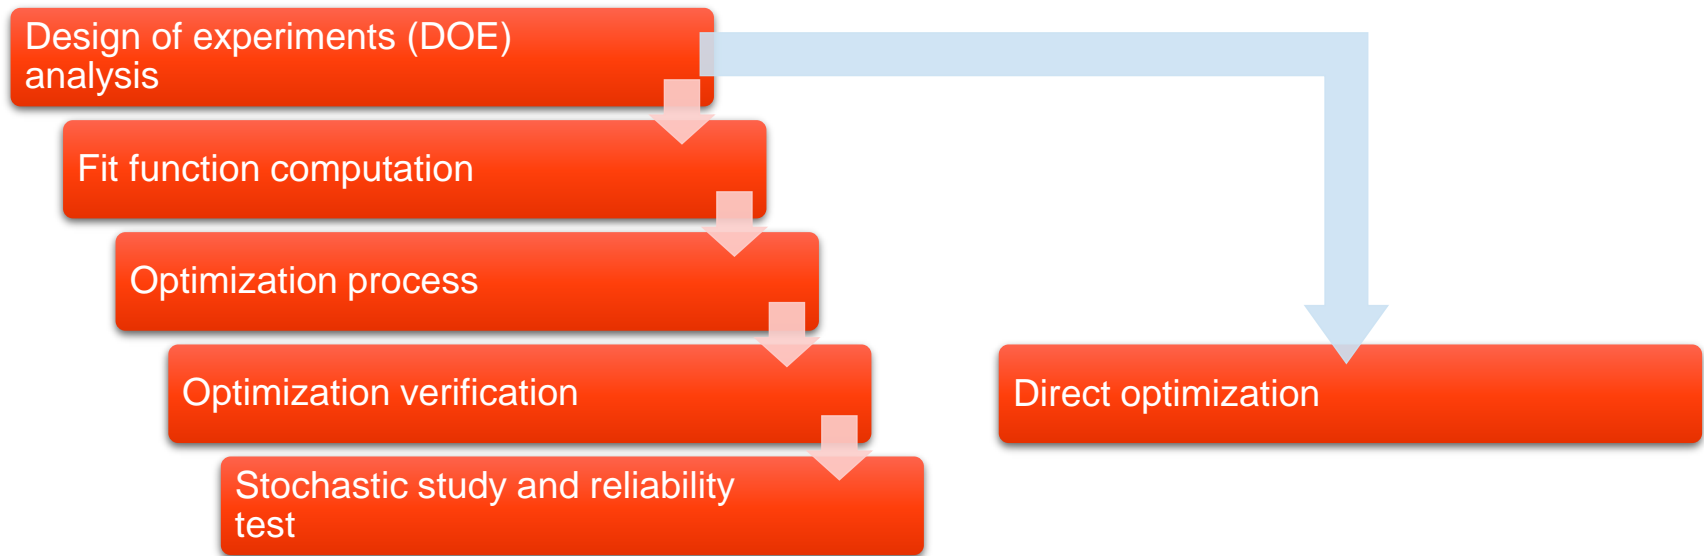 Design of experiments (DOE)
analysis
Fit function computation
Optimization process
Optimization verification
Direct optimization
Stochastic study and reliability
test